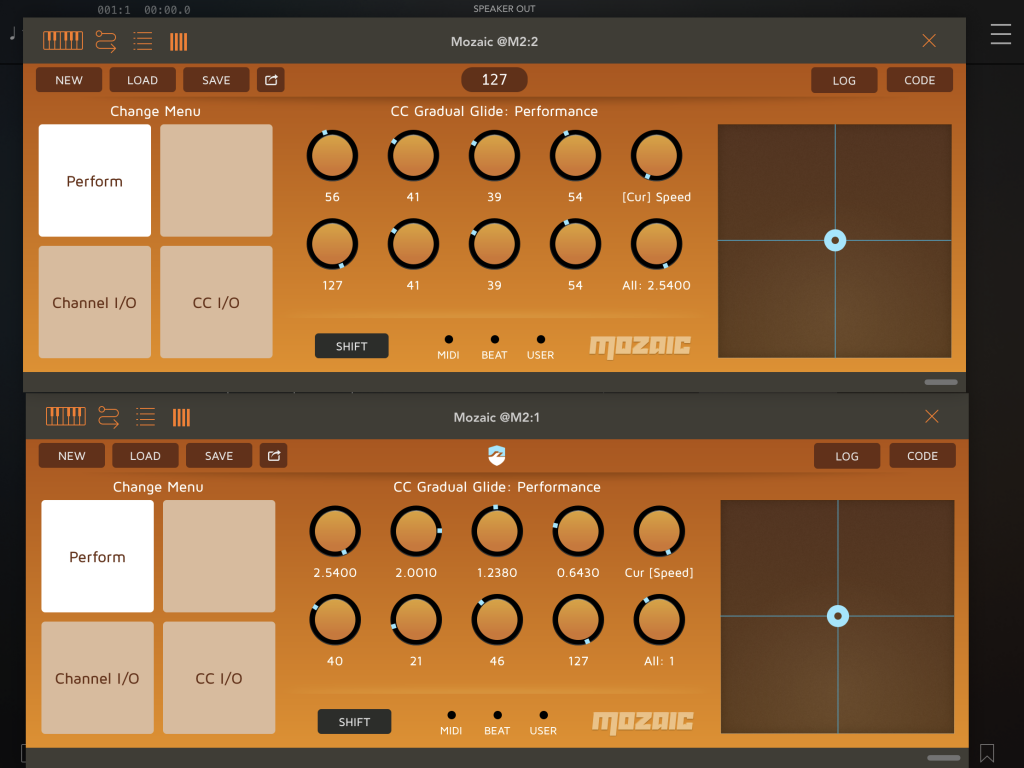 001:1 00:00.0
SPEAKER OUT
Mozaic @M2:2
NEW LOAD SAVE 127 LOG CODE
Change Menu
CC Gradual Glide: Performance
Perform
Channel I/O CC I/O
56 41 39 54 [Cur] Speed
127 41 39 54 All: 2.5400
SHIFT MIDI BEAT USER MOZAIC
Mozaic @M2:1
NEW LOAD SAVE LOG CODE
Change Menu
CC Gradual Glide: Performance
Perform
Channel I/O CC I/O
2.5400 2.0010 1.2380 0.6430 Cur [Speed]
40 21 46 127 All: 1
SHIFT MIDI BEAT USER MOZAIC